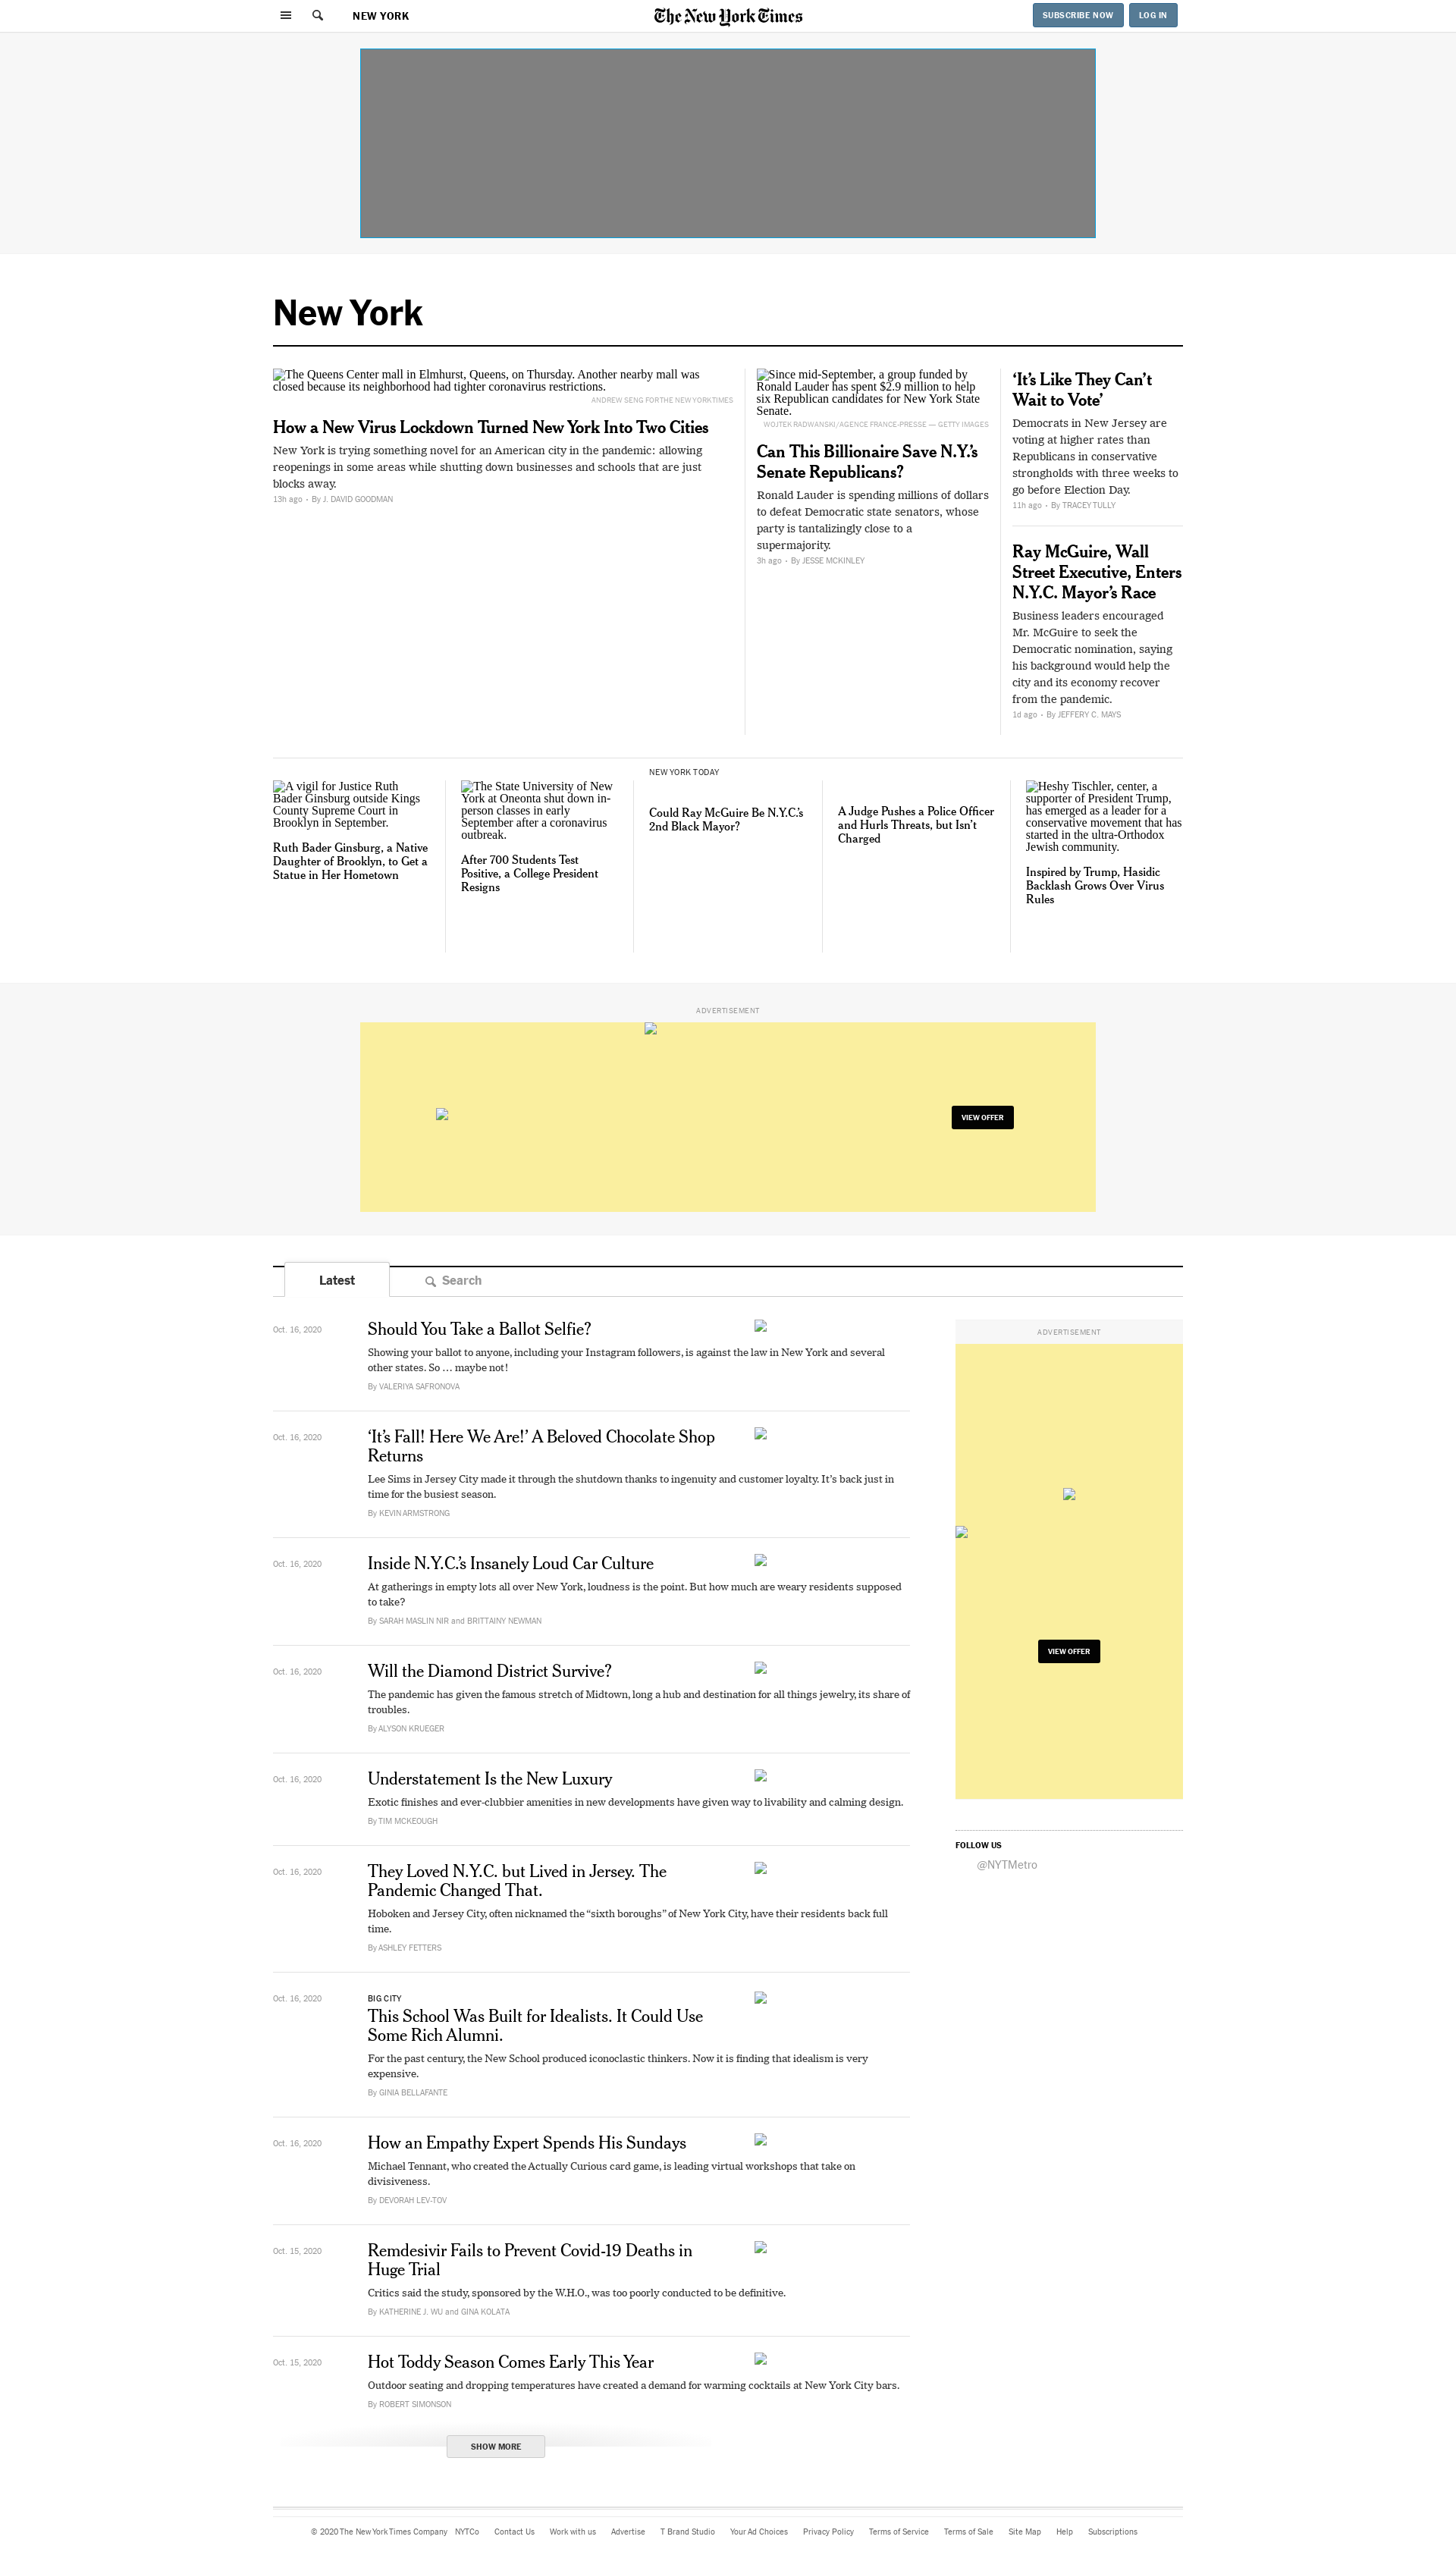 NEW YORK
The New York Times
SUBSCRIBE NOW
LOG IN
New York
The Queens Center mall in Elmhurst, Queens, on Thursday. Another nearby mall was
closed because its neighborhood had tighter coronavirus restrictions.
ANDREW SENG FOR THE NEW YORK TIMES
How a New Virus Lockdown Turned New York Into Two Cities
New York is trying something novel for an American city in the pandemic: allowing
reopenings in some areas while shutting down businesses and schools that are just
blocks away.
13h ago • By J. DAVID GOODMAN
Since mid-September, a group funded by
Ronald Lauder has spent $2.9 million to help
six Republican candidates for New York State
Senate.
WOJTEK RADWANSKI/AGENCE FRANCE-PRESSE — GETTY IMAGES
Can This Billionaire Save N.Y.’s
Senate Republicans?
Ronald Lauder is spending millions of dollars
to defeat Democratic state senators, whose
party is tantalizingly close to a
supermajority.
3h ago • By JESSE MCKINLEY
‘It’s Like They Can’t
Wait to Vote’
Democrats in New Jersey are
voting at higher rates than
Republicans in conservative
strongholds with three weeks to
go before Election Day.
11h ago • By TRACEY TULLY
Ray McGuire, Wall
Street Executive, Enters
N.Y.C. Mayor’s Race
Business leaders encouraged
Mr. McGuire to seek the
Democratic nomination, saying
his background would help the
city and its economy recover
from the pandemic.
1d ago • By JEFFERY C. MAYS
A vigil for Justice Ruth
Bader Ginsburg outside Kings
County Supreme Court in
Brooklyn in September.
Ruth Bader Ginsburg, a Native
Daughter of Brooklyn, to Get a
Statue in Her Hometown
The State University of New
York at Oneonta shut down in-
person classes in early
September after a coronavirus
outbreak.
After 700 Students Test
Positive, a College President
Resigns
NEW YORK TODAY
Could Ray McGuire Be N.Y.C.’s
2nd Black Mayor?
A Judge Pushes a Police Officer
and Hurls Threats, but Isn’t
Charged
Heshy Tischler, center, a
supporter of President Trump,
has emerged as a leader for a
conservative movement that has
started in the ultra-Orthodox
Jewish community.
Inspired by Trump, Hasidic
Backlash Grows Over Virus
Rules
ADVERTISEMENT
VIEW OFFER
Latest
Search
Oct. 16, 2020
Should You Take a Ballot Selfie?
Showing your ballot to anyone, including your Instagram followers, is against the law in New York and several
other states. So … maybe not!
By VALERIYA SAFRONOVA
Oct. 16, 2020
‘It’s Fall! Here We Are!’ A Beloved Chocolate Shop
Returns
Lee Sims in Jersey City made it through the shutdown thanks to ingenuity and customer loyalty. It’s back just in
time for the busiest season.
By KEVIN ARMSTRONG
Oct. 16, 2020
Inside N.Y.C.’s Insanely Loud Car Culture
At gatherings in empty lots all over New York, loudness is the point. But how much are weary residents supposed
to take?
By SARAH MASLIN NIR and BRITTAINY NEWMAN
Oct. 16, 2020
Will the Diamond District Survive?
The pandemic has given the famous stretch of Midtown, long a hub and destination for all things jewelry, its share of
troubles.
By ALYSON KRUEGER
Oct. 16, 2020
Understatement Is the New Luxury
Exotic finishes and ever-clubbier amenities in new developments have given way to livability and calming design.
By TIM MCKEOUGH
Oct. 16, 2020
They Loved N.Y.C. but Lived in Jersey. The
Pandemic Changed That.
Hoboken and Jersey City, often nicknamed the “sixth boroughs” of New York City, have their residents back full
time.
By ASHLEY FETTERS
Oct. 16, 2020
BIG CITY
This School Was Built for Idealists. It Could Use
Some Rich Alumni.
For the past century, the New School produced iconoclastic thinkers. Now it is finding that idealism is very
expensive.
By GINIA BELLAFANTE
Oct. 16, 2020
How an Empathy Expert Spends His Sundays
Michael Tennant, who created the Actually Curious card game, is leading virtual workshops that take on
divisiveness.
By DEVORAH LEV-TOV
Oct. 15, 2020
Remdesivir Fails to Prevent Covid-19 Deaths in
Huge Trial
Critics said the study, sponsored by the W.H.O., was too poorly conducted to be definitive.
By KATHERINE J. WU and GINA KOLATA
Oct. 15, 2020
Hot Toddy Season Comes Early This Year
Outdoor seating and dropping temperatures have created a demand for warming cocktails at New York City bars.
By ROBERT SIMONSON
SHOW MORE
ADVERTISEMENT
VIEW OFFER
FOLLOW US
@NYTMetro
© 2020 The New York Times Company NYTCo Contact Us Work with us Advertise T Brand Studio Your Ad Choices Privacy Policy Terms of Service Terms of Sale Site Map Help Subscriptions